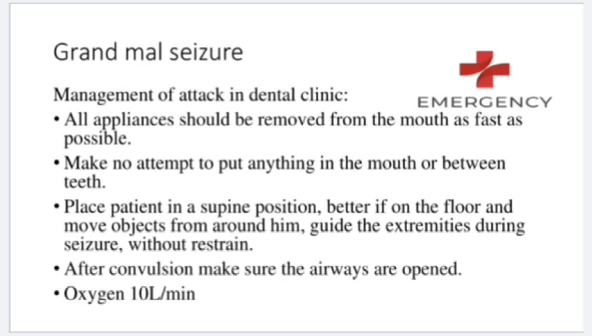 Grand mal seizure
EMERGENCY
Management of attack in dental clinic:
• All appliances should be removed from the mouth as fast as
possible.
• Make no attempt to put anything in the mouth or between
teeth.
• Place patient in a supine position, better if on the floor and
move objects from around him, guide the extremities during
seizure, without restrain.
• After convulsion make sure the airways are opened.
• Oxygen 10L/min